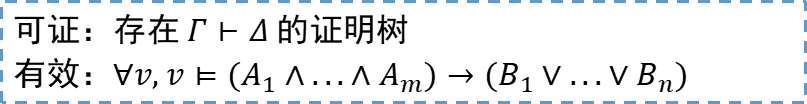 可证：存在 𝛤 ⊢ 𝛥 的证明树
有效：∀𝑣, 𝑣 ⊨ (𝐴₁ ∧ … ∧ 𝐴ₘ) → (𝐵₁ ∨ … ∨ 𝐵ₙ)